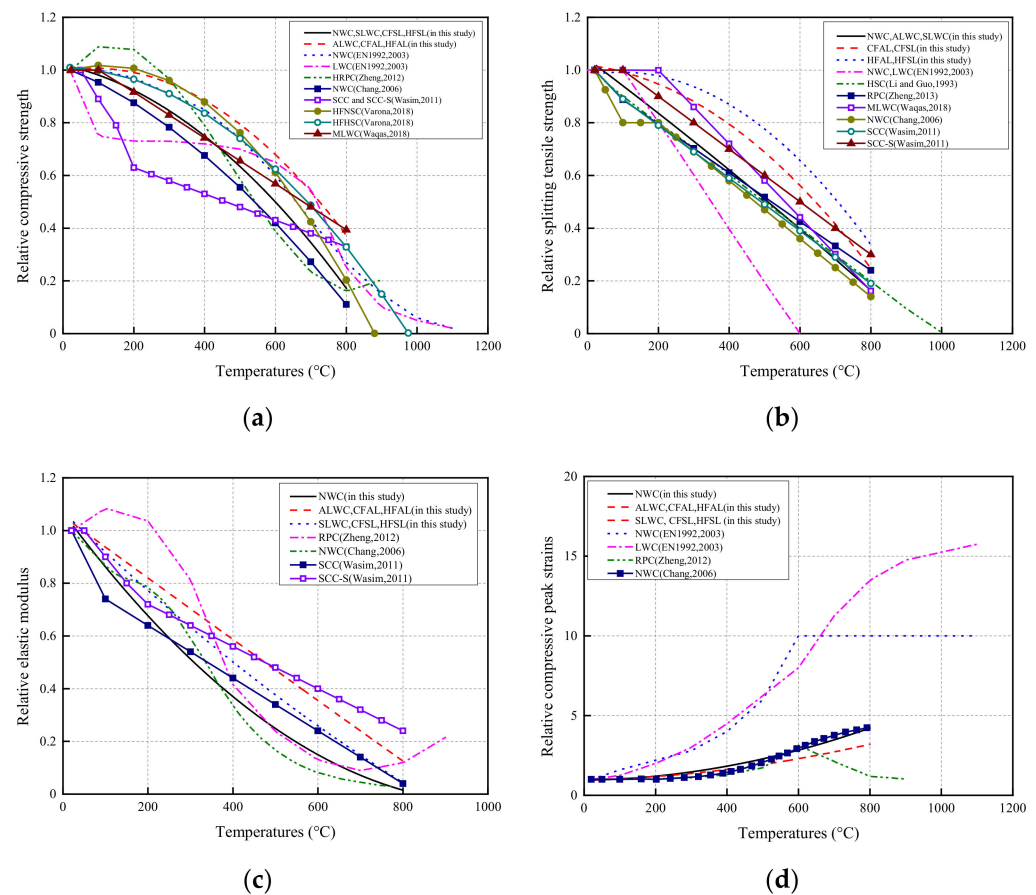 1.2
1.0
0.8
0.6
0.4
0.2
0
0 200 400 600 800 1000 1200
Relative compressive strength
Temperatures (°C)
NWC,SLWC,CFSL,HFSL(in this study)
ALWC,CFAL,HFAL(in this study)
NWC(EN1992,2003)
LWC(EN1992,2003)
HRPC(Zheng,2012)
NWC(Chang,2006)
SCC and SCC-S(Wasim,2011)
HFNSC(Varona,2018)
HFHSC(Varona,2018)
MLWC(Waqas,2018)
(a)
1.2
1.0
0.8
0.6
0.4
0.2
0
0 200 400 600 800 1000 1200
Relative splitting tensile strength
Temperatures (°C)
NWC,ALWC,SLWC(in this study)
CFAL,CFSL(in this study)
HFAL,HFSL(in this study)
NWC,LWC(EN1992,2003)
HSC(Li and Guo,1993)
RPC(Zheng,2013)
MLWC(Waqas,2018)
NWC(Chang,2006)
SCC(Wasim,2011)
SCC-S(Wasim,2011)
(b)
1.2
1.0
0.8
0.6
0.4
0.2
0
0 200 400 600 800 1000
Relative elastic modulus
Temperatures (°C)
NWC(in this study)
ALWC,CFAL,HFAL(in this study)
SLWC,CFSL,HFSL(in this study)
RPC(Zheng,2012)
NWC(Chang,2006)
SCC(Wasim,2011)
SCC-S(Wasim,2011)
(c)
20
15
10
5
0
0 200 400 600 800 1000 1200
Relative compressive peak strains
Temperatures (°C)
NWC(in this study)
ALWC,CFAL,HFAL(in this study)
SLWC, CFSL,HFSL (in this study)
NWC(EN1992,2003)
LWC(EN1992,2003)
RPC(Zheng,2012)
NWC(Chang,2006)
(d)